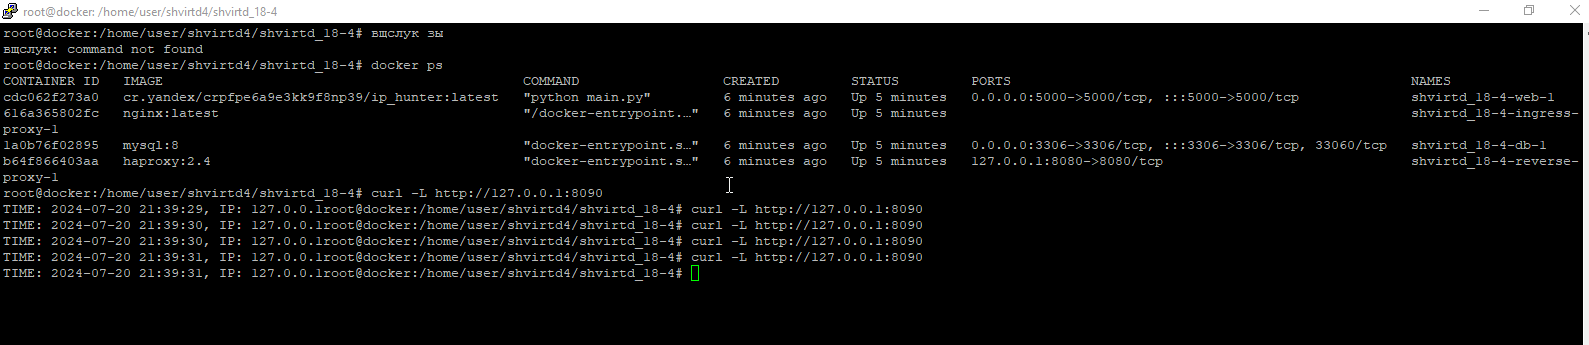 root@docker: /home/user/shvirtd4/shvirtd_18-4
root@docker:/home/user/shvirtd4/shvirtd_18-4# вщслук зы
вщслук: command not found
root@docker:/home/user/shvirtd4/shvirtd_18-4# docker ps
CONTAINER ID   IMAGE                                              COMMAND                  CREATED         STATUS         PORTS                                                  NAMES
cdc062f273a0   cr.yandex/crpfpe6a9e3kk9f8np39/ip_hunter:latest   "python main.py"         6 minutes ago   Up 5 minutes   0.0.0.0:5000->5000/tcp, :::5000->5000/tcp              shvirtd_18-4-web-1
616a365802fc   nginx:latest                                      "/docker-entrypoint.…"   6 minutes ago   Up 5 minutes                                                          shvirtd_18-4-ingress-
proxy-1
1a0b76f02895   mysql:8                                           "docker-entrypoint.s…"   6 minutes ago   Up 5 minutes   0.0.0.0:3306->3306/tcp, :::3306->3306/tcp, 33060/tcp   shvirtd_18-4-db-1
b64f866403aa   haproxy:2.4                                       "docker-entrypoint.s…"   6 minutes ago   Up 5 minutes   127.0.0.1:8080->8080/tcp                               shvirtd_18-4-reverse-
proxy-1
root@docker:/home/user/shvirtd4/shvirtd_18-4# curl -L http://127.0.0.1:8090
TIME: 2024-07-20 21:39:29, IP: 127.0.0.1root@docker:/home/user/shvirtd4/shvirtd_18-4# curl -L http://127.0.0.1:8090
TIME: 2024-07-20 21:39:30, IP: 127.0.0.1root@docker:/home/user/shvirtd4/shvirtd_18-4# curl -L http://127.0.0.1:8090
TIME: 2024-07-20 21:39:30, IP: 127.0.0.1root@docker:/home/user/shvirtd4/shvirtd_18-4# curl -L http://127.0.0.1:8090
TIME: 2024-07-20 21:39:31, IP: 127.0.0.1root@docker:/home/user/shvirtd4/shvirtd_18-4# curl -L http://127.0.0.1:8090
TIME: 2024-07-20 21:39:31, IP: 127.0.0.1root@docker:/home/user/shvirtd4/shvirtd_18-4#